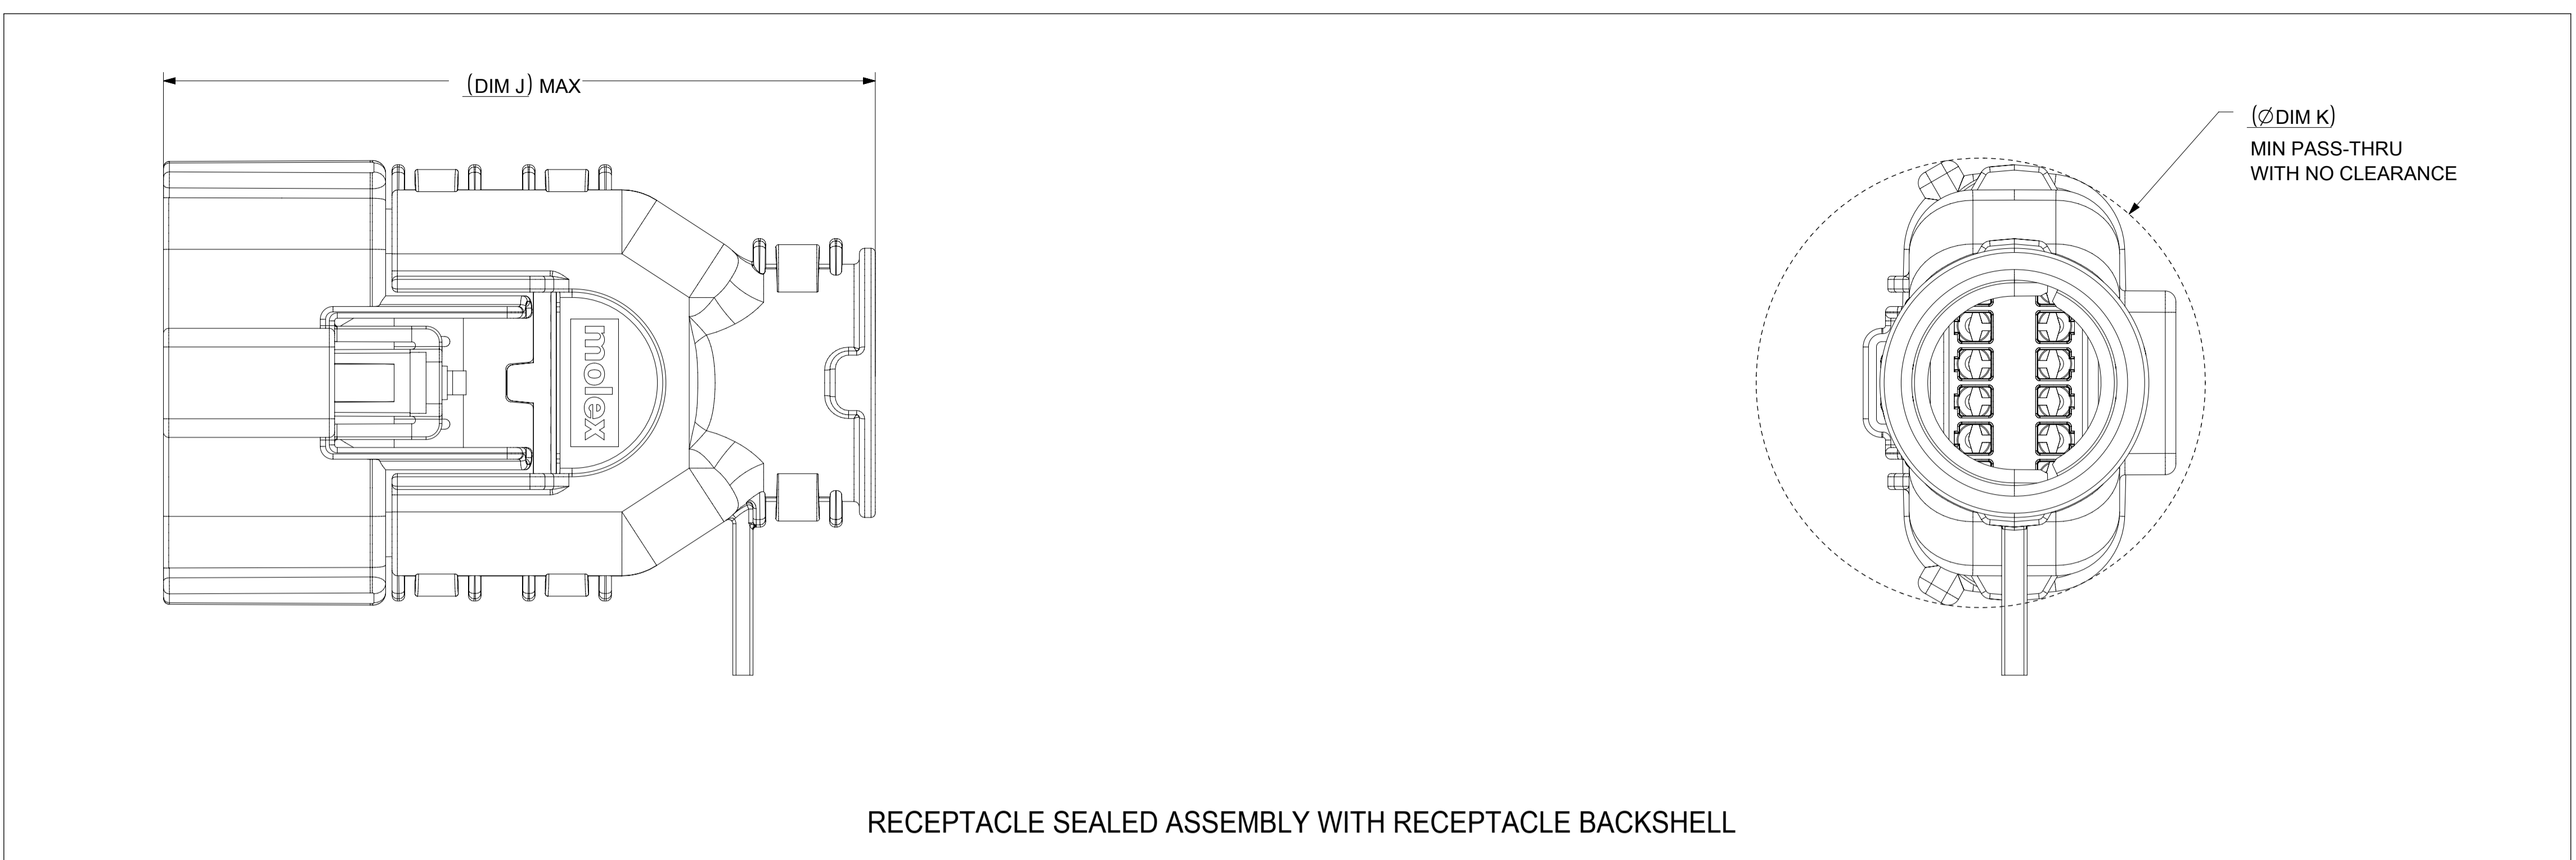 (DIM J) MAX
(∅DIM K)
MIN PASS-THRU
WITH NO CLEARANCE
molex
RECEPTACLE SEALED ASSEMBLY WITH RECEPTACLE BACKSHELL